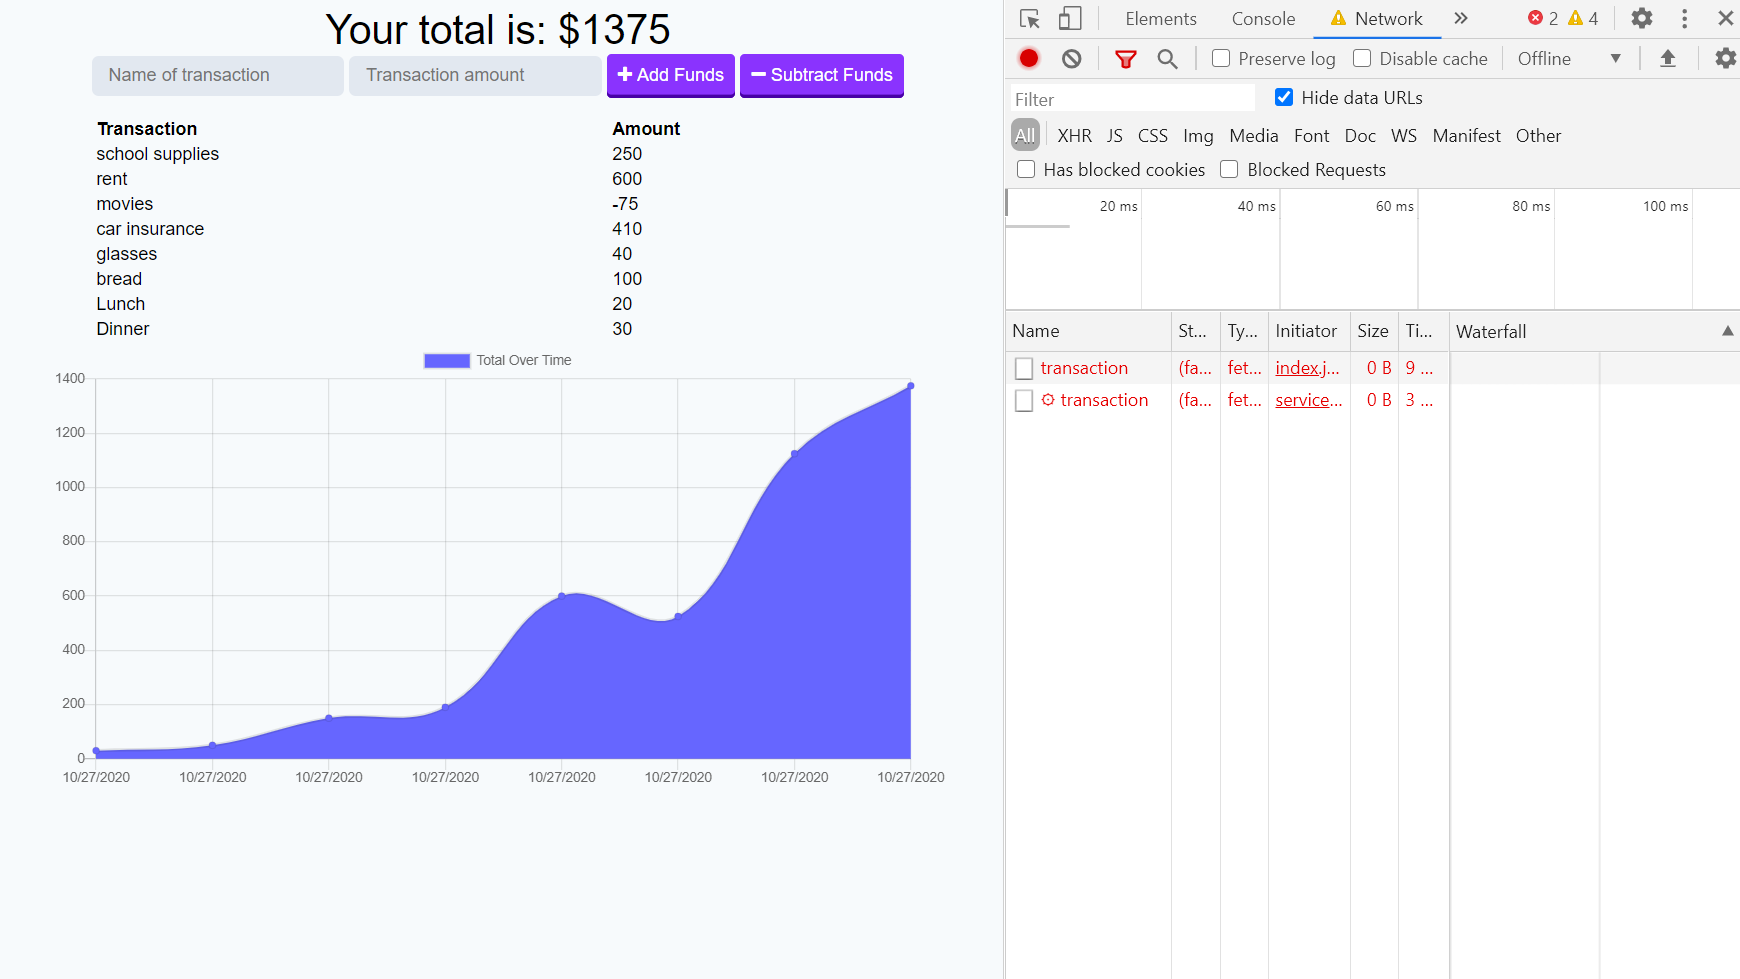 Your total is: $1375
Name of transaction
Transaction amount
Add Funds
Subtract Funds
Transaction Amount
school supplies 250
rent 600
movies -75
car insurance 410
glasses 40
bread 100
Lunch 20
Dinner 30
Total Over Time
1400
1200
1000
800
600
400
200
0
10/27/2020 10/27/2020 10/27/2020 10/27/2020 10/27/2020 10/27/2020 10/27/2020 10/27/2020
Elements Console Network 2 4
Preserve log Disable cache Offline
Filter Hide data URLs
All XHR JS CSS Img Media Font Doc WS Manifest Other
Has blocked cookies Blocked Requests
20 ms 40 ms 60 ms 80 ms 100 ms
Name St... Ty... Initiator Size Ti... Waterfall
transaction (fa... fet... index.j... 0 B 9 ...
transaction (fa... fet... service... 0 B 3 ...